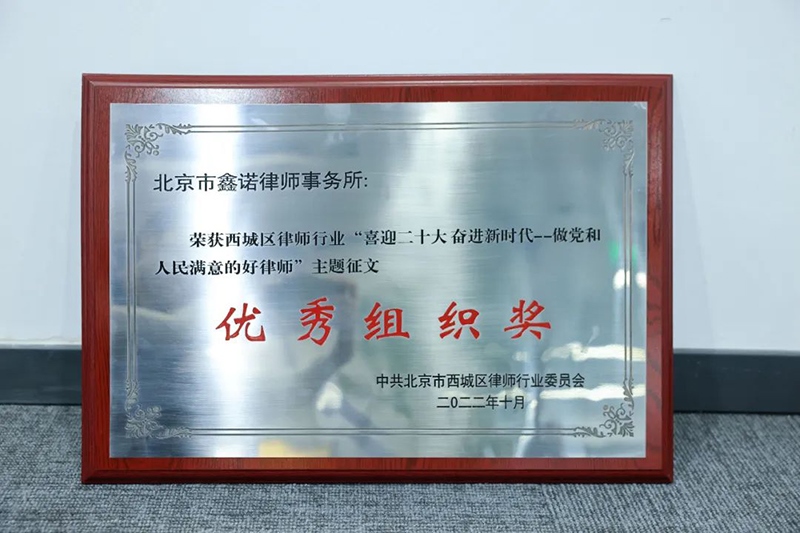 北京市鑫诺律师事务所:
荣获西城区律师行业“喜迎二十大 奋进新时代--做党和
人民满意的好律师”主题征文
优秀组织奖
中共北京市西城区律师行业委员会
二〇二二年十月